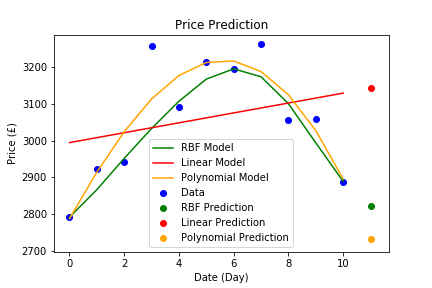 Price Prediction
Price (£)
3200
3100
3000
2900
2800
2700
RBF Model
Linear Model
Polynomial Model
Data
RBF Prediction
Linear Prediction
Polynomial Prediction
0
2
4
6
8
10
Date (Day)